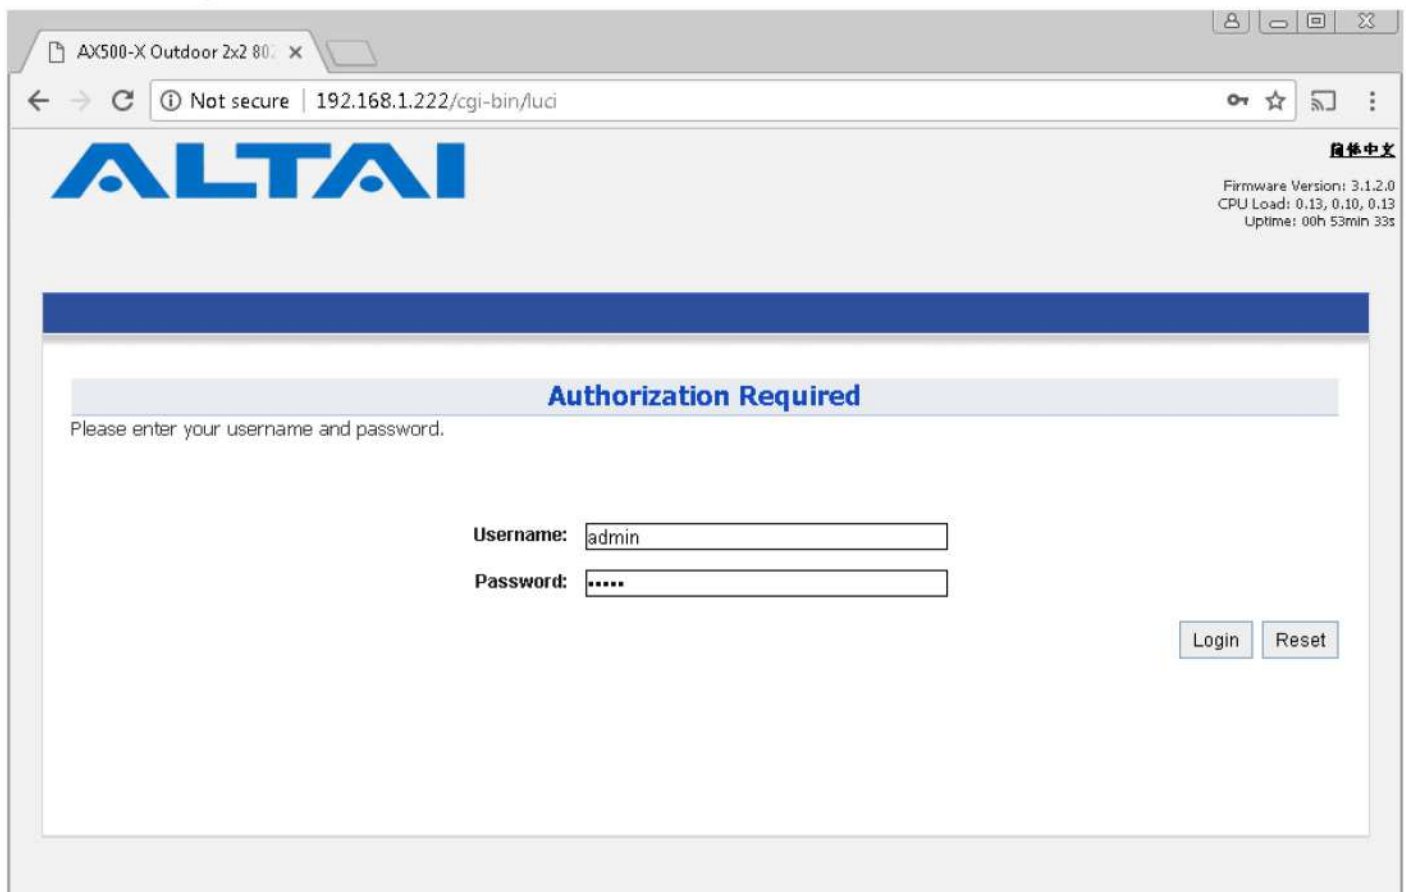 AX500-X Outdoor 2x2 802
Not secure | 192.168.1.222/cgi-bin/luci
ALTAI
简体中文
Firmware Version: 3.1.2.0
CPU Load: 0.13, 0.10, 0.13
Uptime: 00h 53min 33s
Authorization Required
Please enter your username and password.
Username: admin
Password: •••••
Login Reset